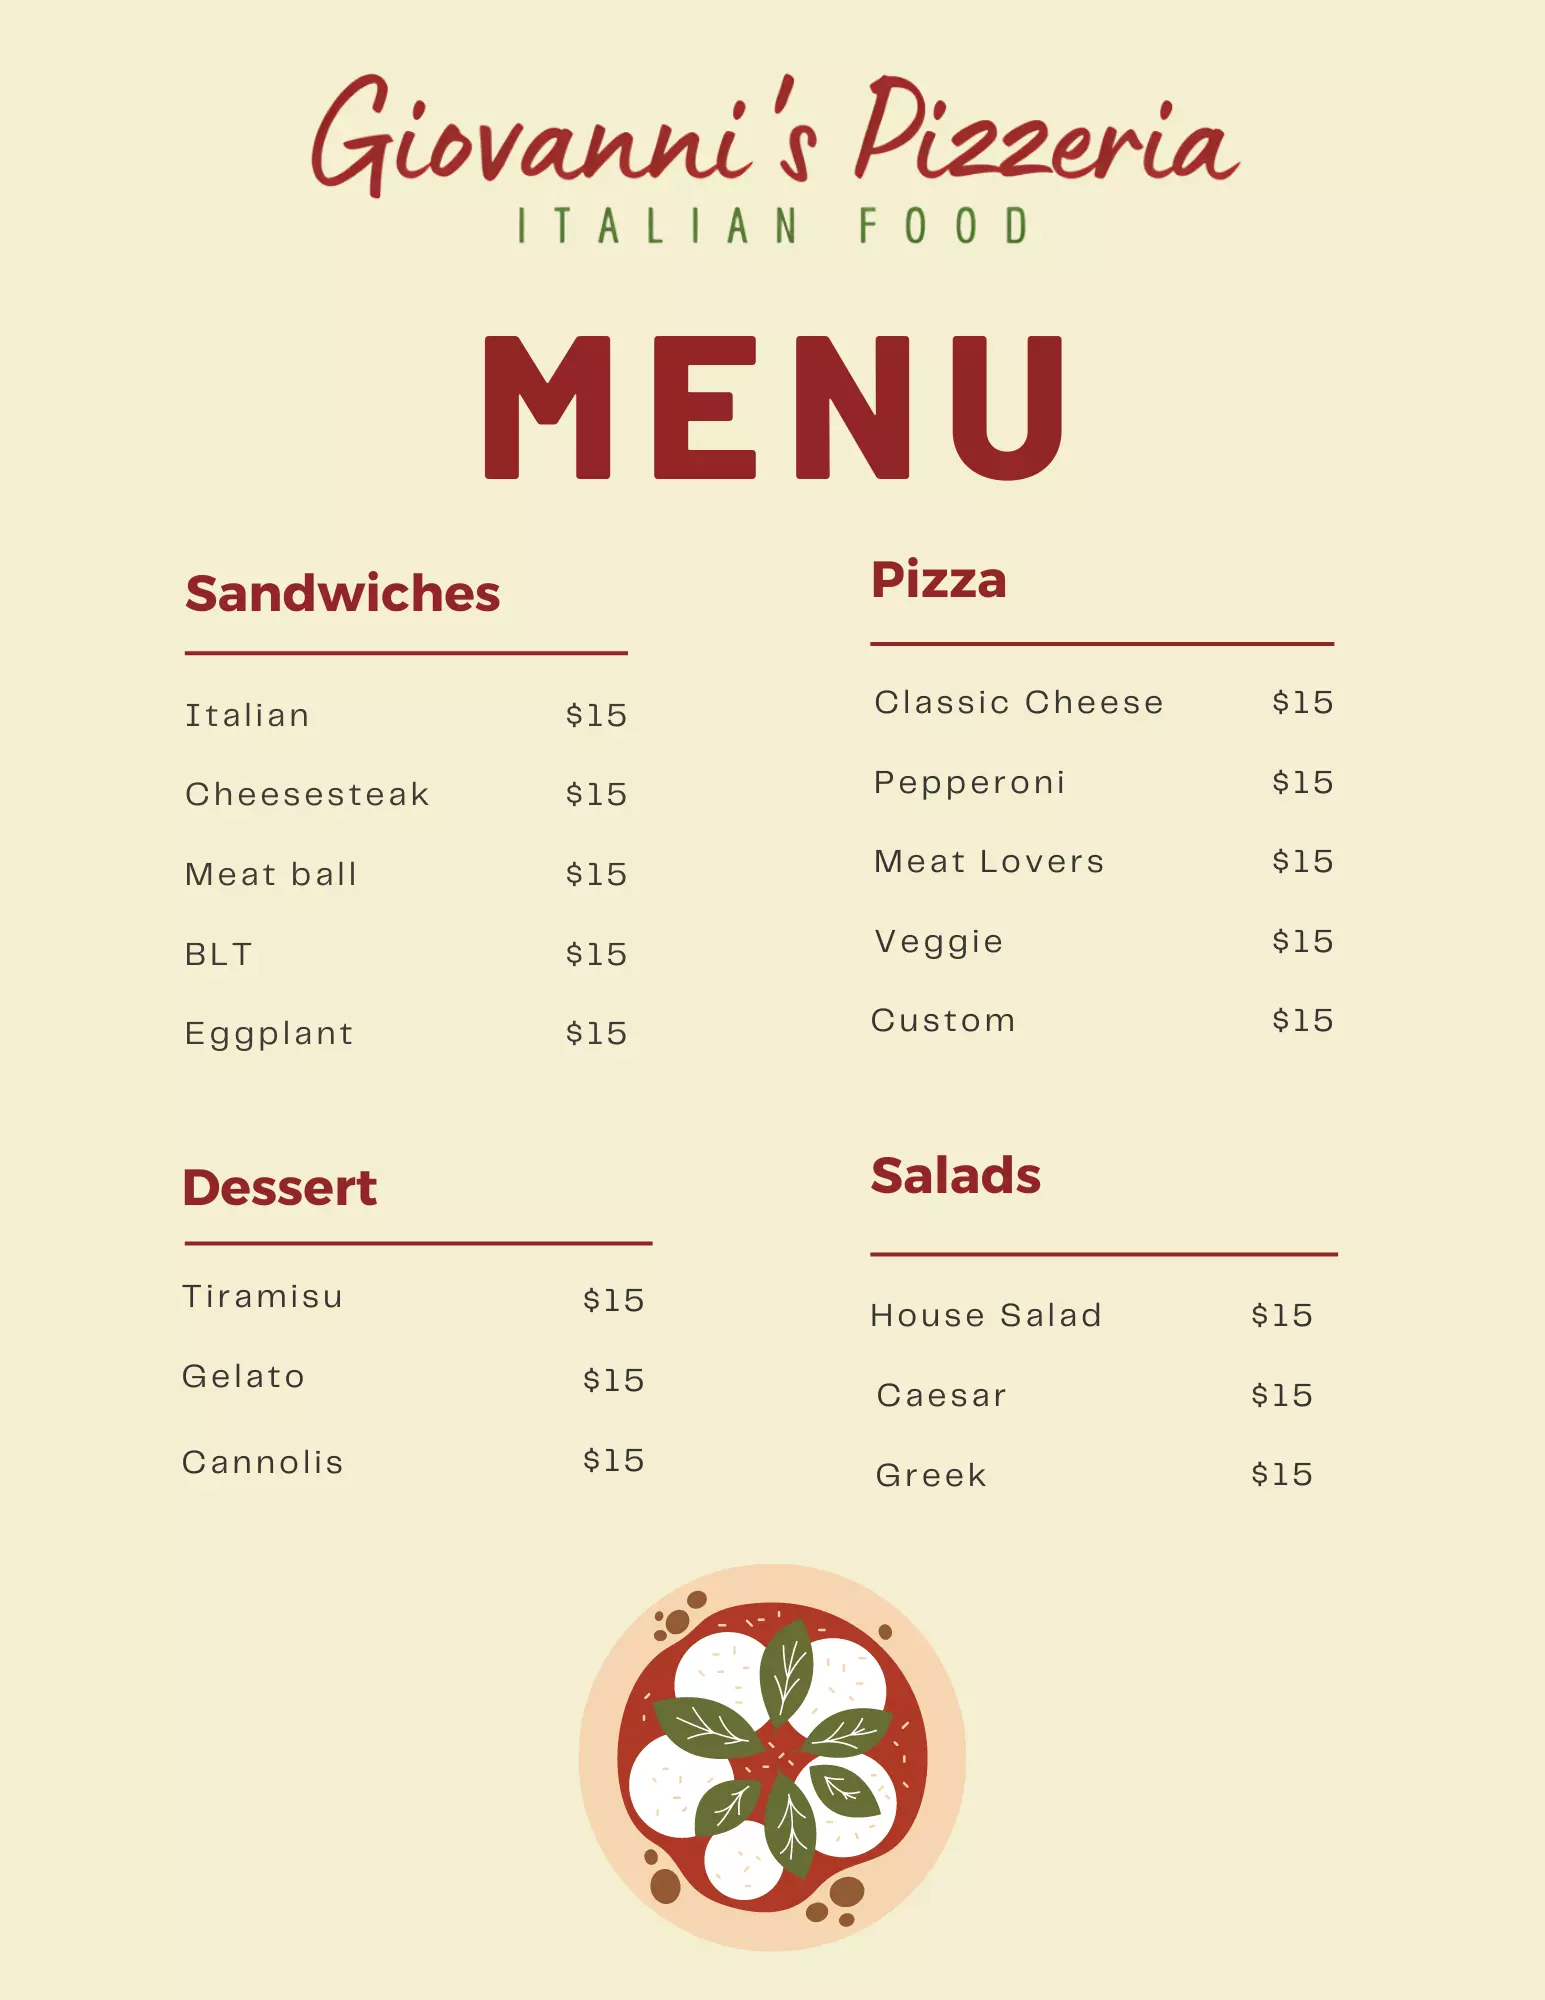 Giovanni's Pizzeria
ITALIAN FOOD
MENU
Sandwiches
Italian $15
Cheesesteak $15
Meat ball $15
BLT $15
Eggplant $15
Pizza
Classic Cheese $15
Pepperoni $15
Meat Lovers $15
Veggie $15
Custom $15
Dessert
Tiramisu $15
Gelato $15
Cannolis $15
Salads
House Salad $15
Caesar $15
Greek $15